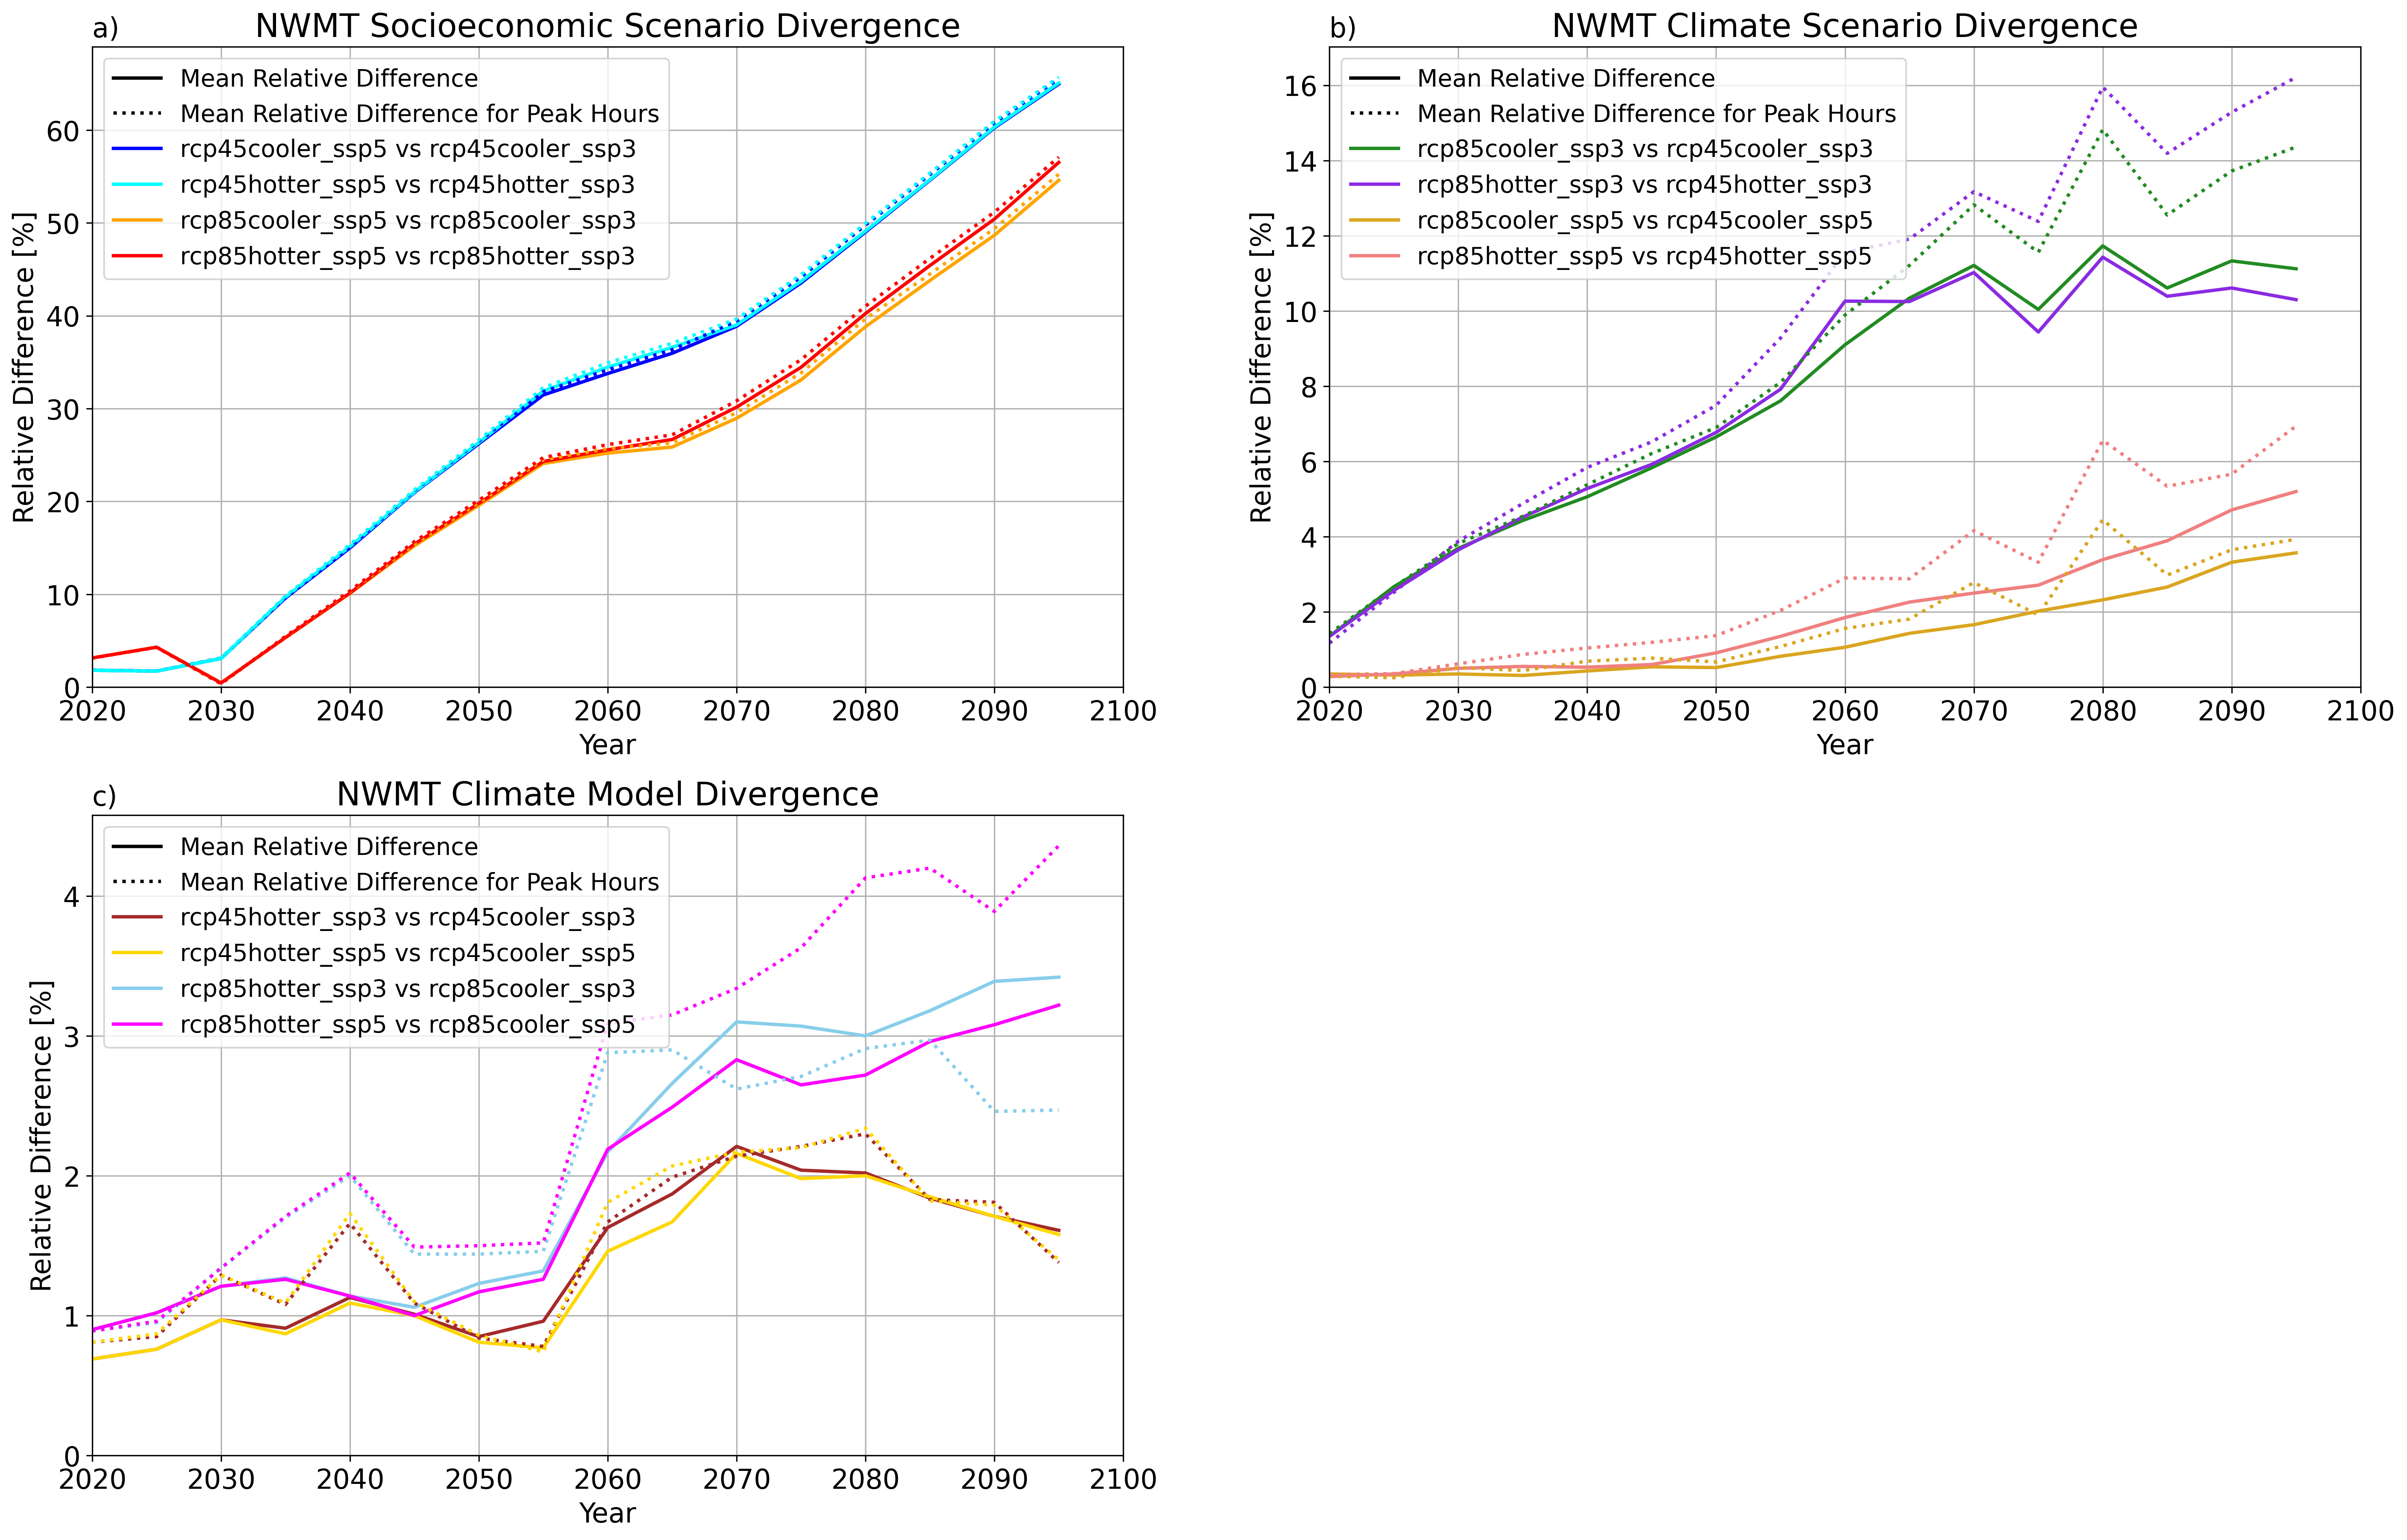 a)
NWMT Socioeconomic Scenario Divergence
Mean Relative Difference
Mean Relative Difference for Peak Hours
rcp45cooler_ssp5 vs rcp45cooler_ssp3
rcp45hotter_ssp5 vs rcp45hotter_ssp3
rcp85cooler_ssp5 vs rcp85cooler_ssp3
rcp85hotter_ssp5 vs rcp85hotter_ssp3
Relative Difference [%]
60
50
40
30
20
10
0
2020 2030 2040 2050 2060 2070 2080 2090 2100
Year
b)
NWMT Climate Scenario Divergence
Mean Relative Difference
Mean Relative Difference for Peak Hours
rcp85cooler_ssp3 vs rcp45cooler_ssp3
rcp85hotter_ssp3 vs rcp45hotter_ssp3
rcp85cooler_ssp5 vs rcp45cooler_ssp5
rcp85hotter_ssp5 vs rcp45hotter_ssp5
Relative Difference [%]
16
14
12
10
8
6
4
2
0
2020 2030 2040 2050 2060 2070 2080 2090 2100
Year
c)
NWMT Climate Model Divergence
Mean Relative Difference
Mean Relative Difference for Peak Hours
rcp45hotter_ssp3 vs rcp45cooler_ssp3
rcp45hotter_ssp5 vs rcp45cooler_ssp5
rcp85hotter_ssp3 vs rcp85cooler_ssp3
rcp85hotter_ssp5 vs rcp85cooler_ssp5
Relative Difference [%]
4
3
2
1
0
2020 2030 2040 2050 2060 2070 2080 2090 2100
Year